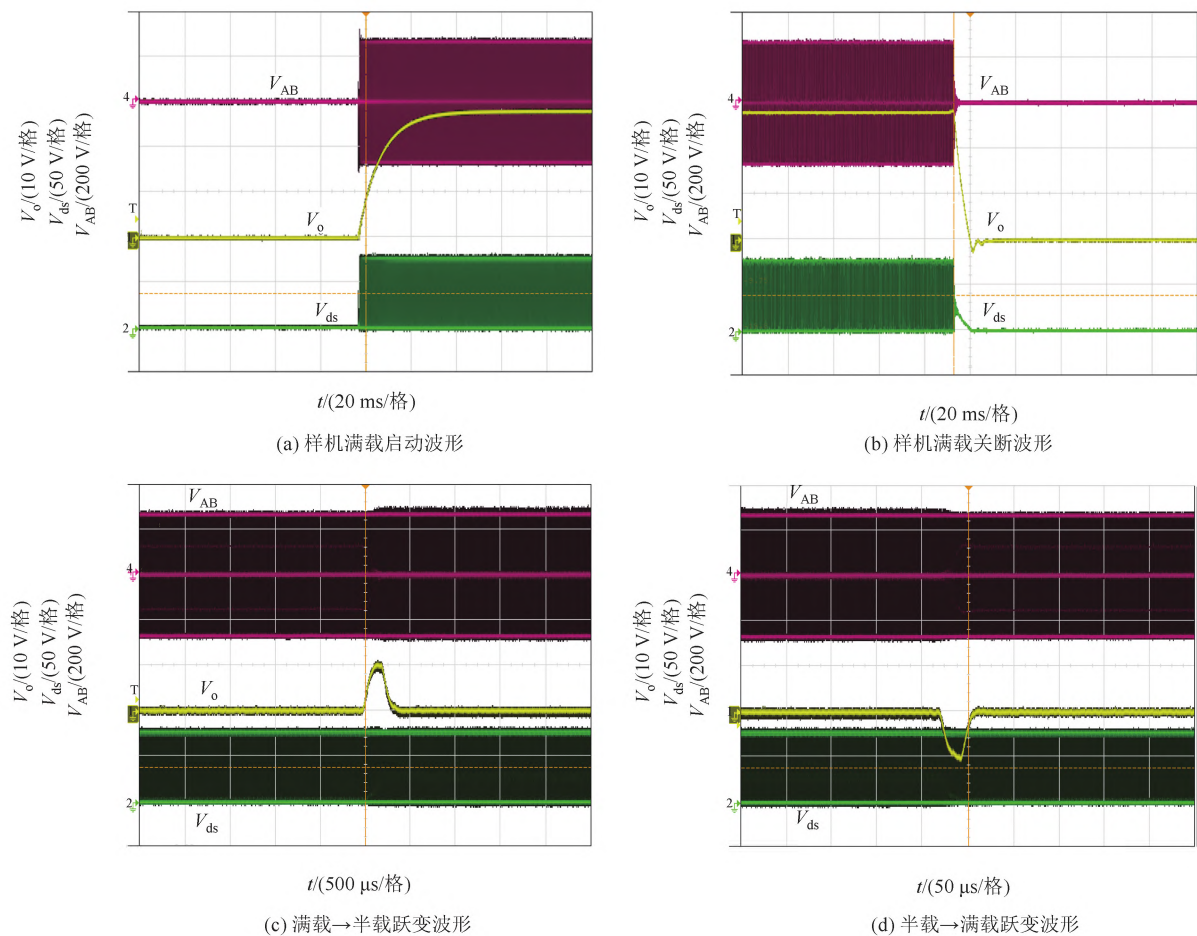 V_AB
4
V_o/(10 V/格)
V_ds/(50 V/格)
V_AB/(200 V/格)
T
V_o
V_ds
2
t/(20 ms/格)
(a) 样机满载启动波形
V_AB
4
V_o/(10 V/格)
V_ds/(50 V/格)
V_AB/(200 V/格)
T
V_o
V_ds
2
t/(20 ms/格)
(b) 样机满载关断波形
V_AB
4
V_o/(10 V/格)
V_ds/(50 V/格)
V_AB/(200 V/格)
T
V_o
2
V_ds
t/(500 μs/格)
(c) 满载→半载跃变波形
V_AB
4
V_o/(10 V/格)
V_ds/(50 V/格)
V_AB/(200 V/格)
T
V_o
2
V_ds
t/(50 μs/格)
(d) 半载→满载跃变波形